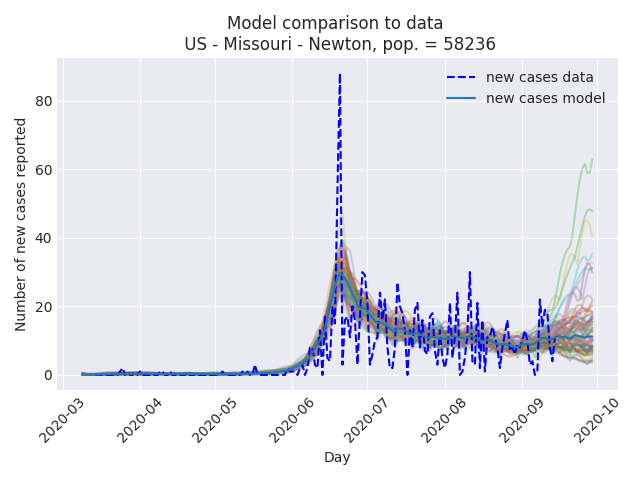 Model comparison to data
US - Missouri - Newton, pop. = 58236
new cases data
new cases model
Number of new cases reported
80
60
40
20
0
2020-03
2020-04
2020-05
2020-06
2020-07
2020-08
2020-09
2020-10
Day